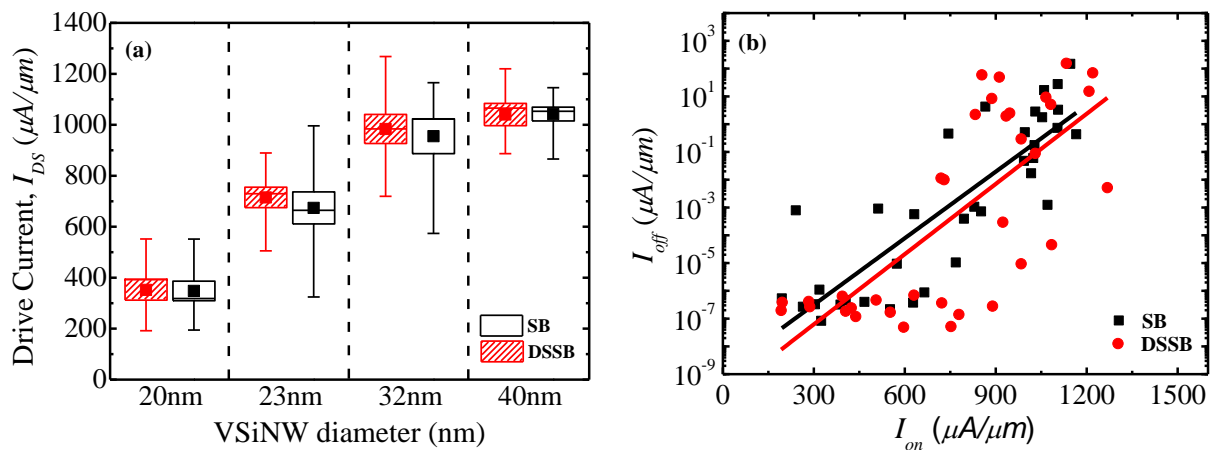 (a)
Drive Current, I_DS (μA/μm)
1400
1200
1000
800
600
400
200
0
SB
DSSB
20nm 23nm 32nm 40nm
VSiNW diameter (nm)
(b)
I_off (μA/μm)
10^3
10^1
10^-1
10^-3
10^-5
10^-7
10^-9
SB
DSSB
0 300 600 900 1200 1500
I_on (μA/μm)